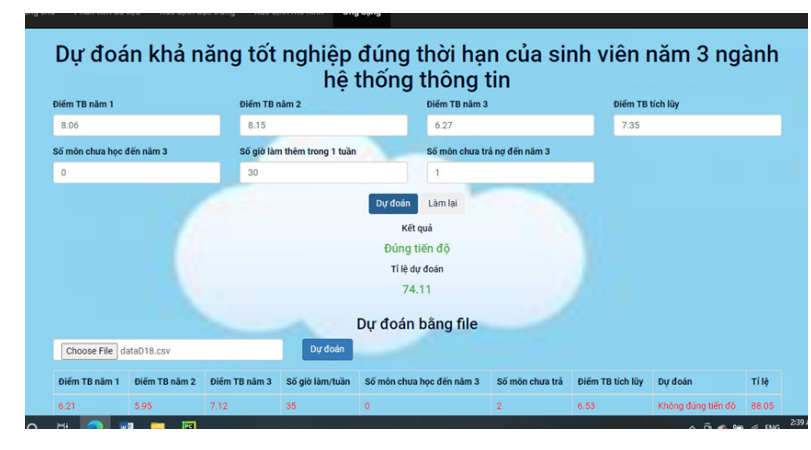 Ứng dụng
Dự đoán khả năng tốt nghiệp đúng thời hạn của sinh viên năm 3 ngành
hệ thống thông tin
Điểm TB năm 1 Điểm TB năm 2 Điểm TB năm 3 Điểm TB tích lũy
8.06 8.15 6.27 7.35
Số môn chưa học đến năm 3 Số giờ làm thêm trong 1 tuần Số môn chưa trả nợ đến năm 3
0 30 1
Dự đoán Làm lại
Kết quả
Đúng tiến độ
Tỉ lệ dự đoán
74.11
Dự đoán bằng file
Choose File dataD18.csv Dự đoán
Điểm TB năm 1 Điểm TB năm 2 Điểm TB năm 3 Số giờ làm/tuần Số môn chưa học đến năm 3 Số môn chưa trả Điểm TB tích lũy Dự đoán Tỉ lệ
6.21 5.95 7.12 35 0 2 6.53 Không đúng tiến độ 88.05
ENG 2:39